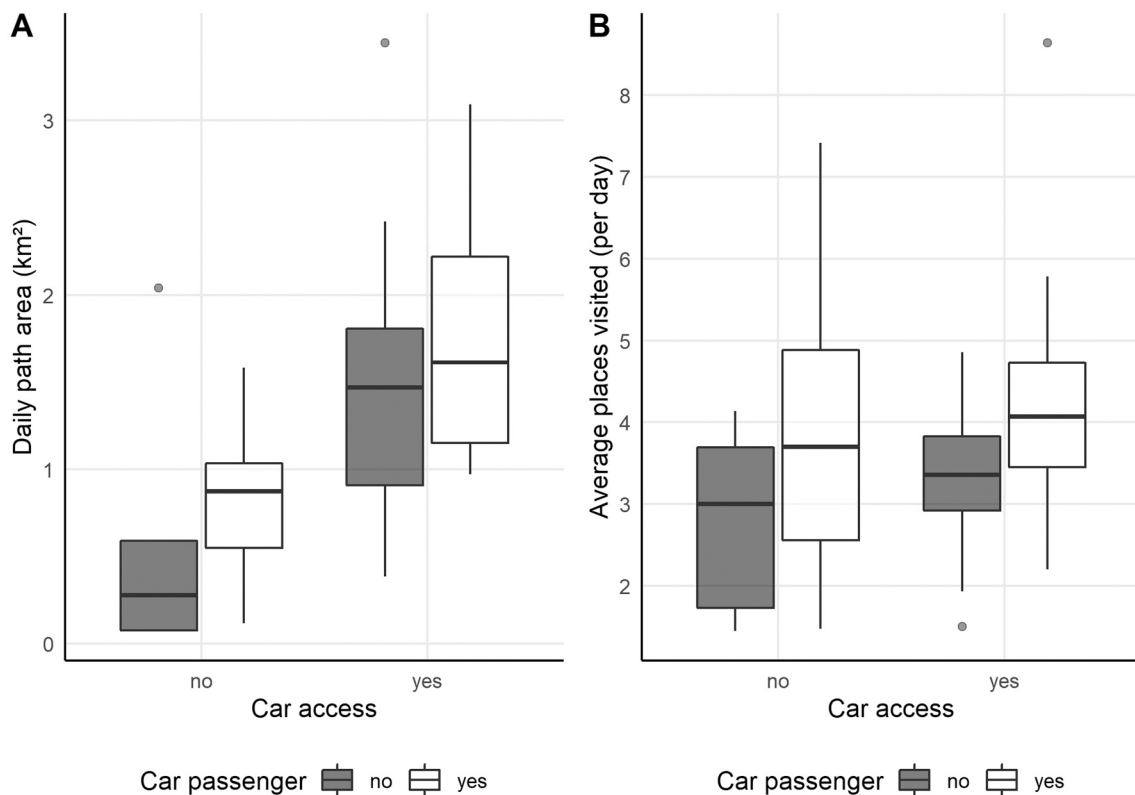 A
Daily path area (km²)
3
2
1
0
no yes
Car access
Car passenger no yes
B
Average places visited (per day)
8
7
6
5
4
3
2
no yes
Car access
Car passenger no yes